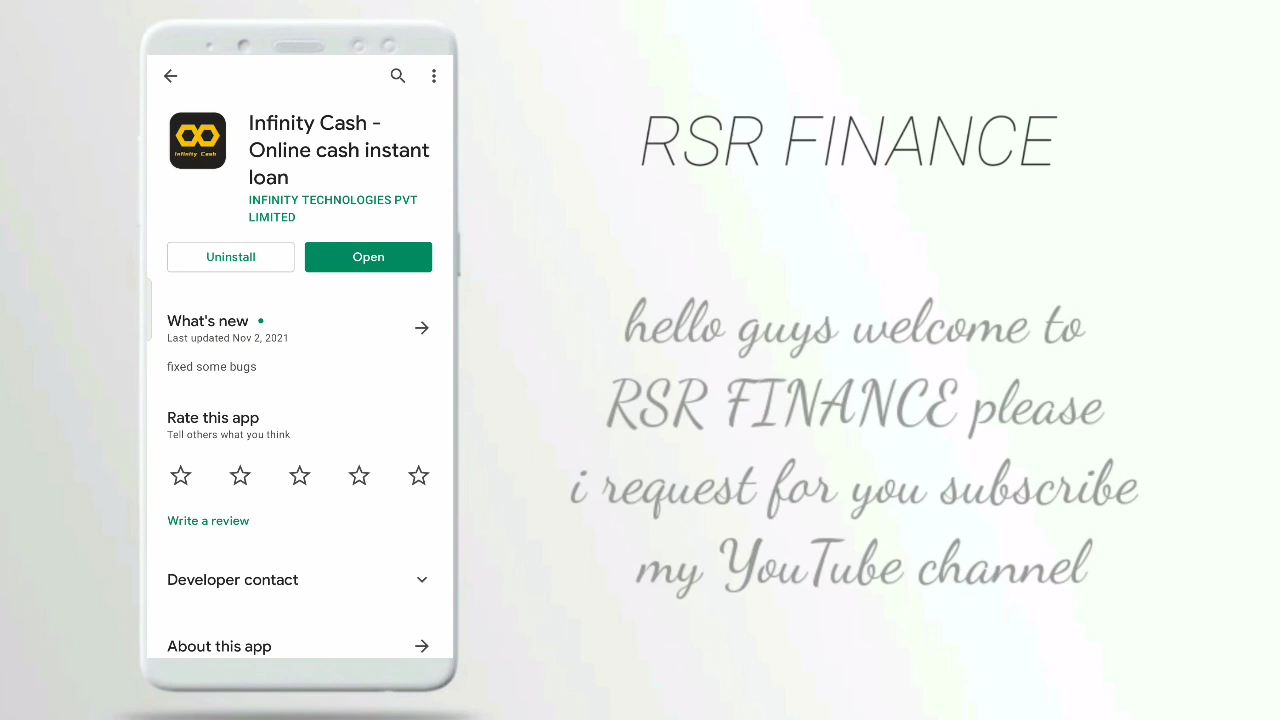 Infinity Cash -
Online cash instant
loan
Infinity Cash
INFINITY TECHNOLOGIES PVT
LIMITED
Uninstall
Open
What's new
Last updated Nov 2, 2021
fixed some bugs
Rate this app
Tell others what you think
Write a review
Developer contact
About this app
RSR FINANCE
hello guys welcome to
RSR FINANCE please
i request for you subscribe
my YouTube channel